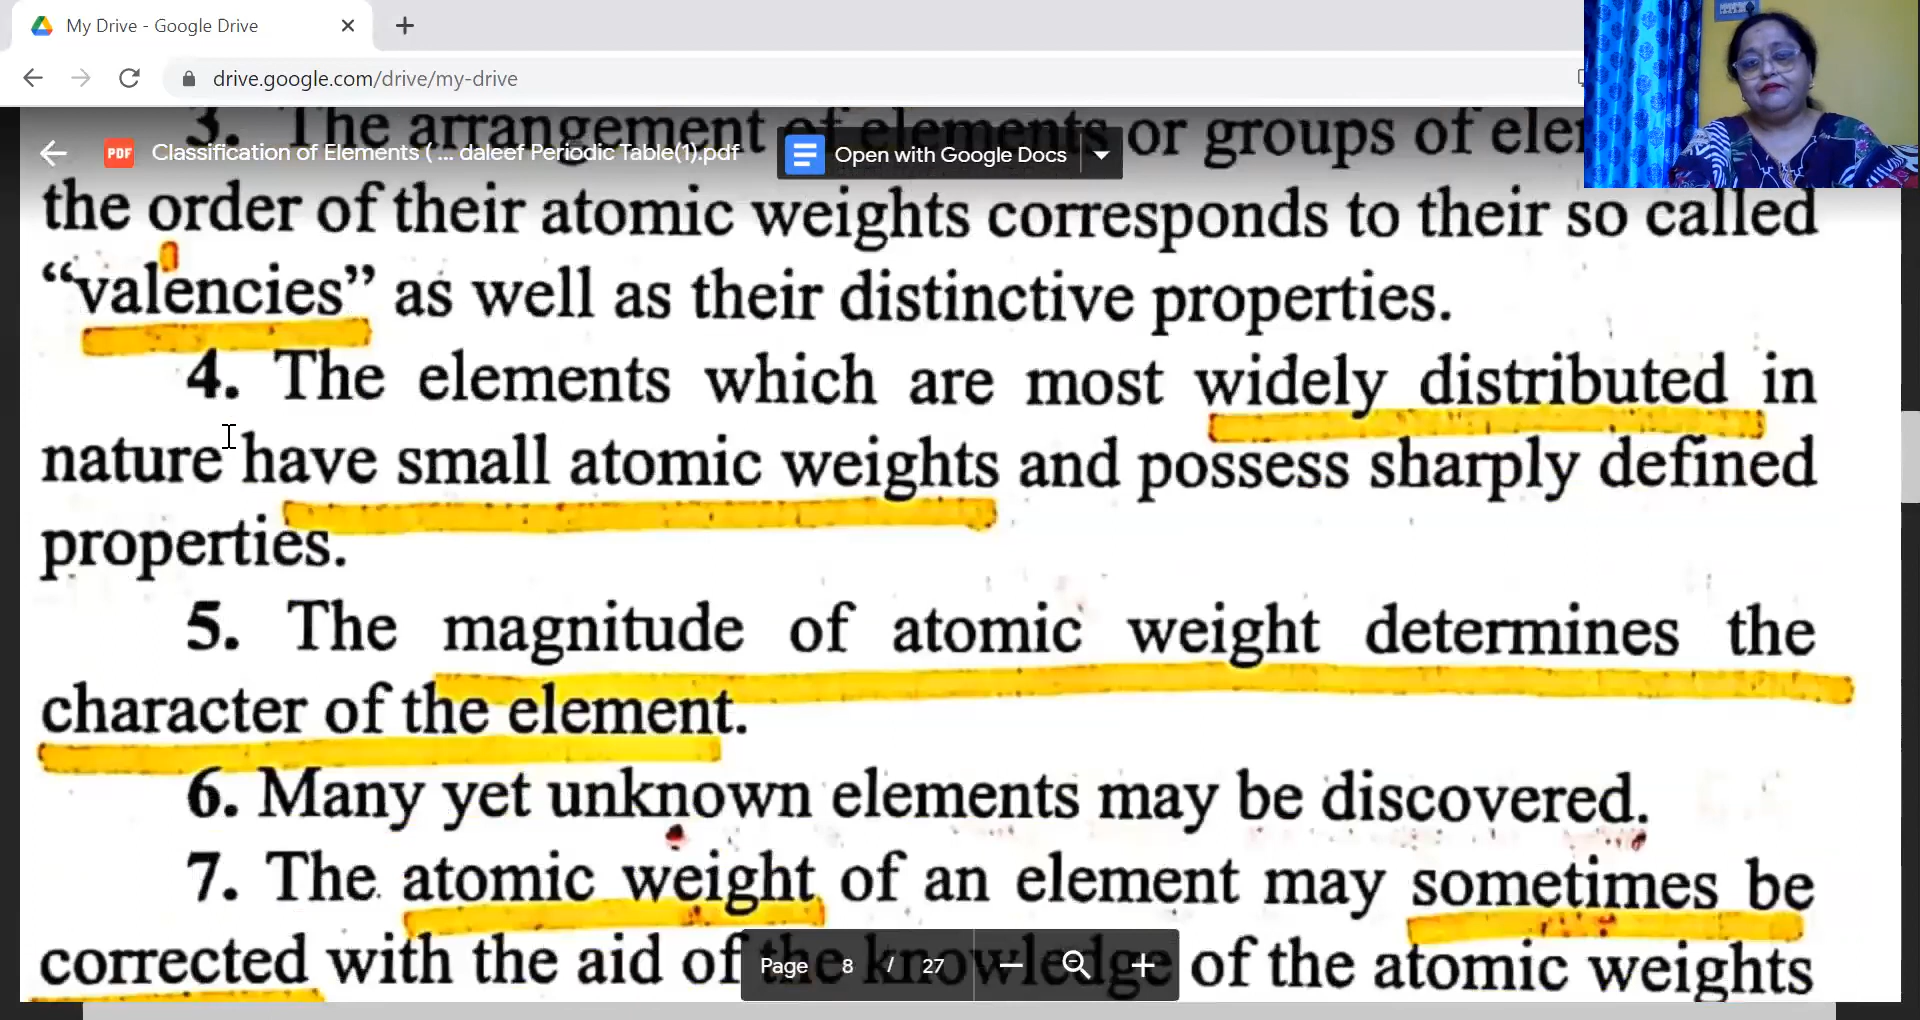 My Drive - Google Drive
drive.google.com/drive/my-drive
3. The arrangement of elements or groups of
PDF Classification of Elements ( ... daleef Periodic Table(1).pdf
Open with Google Docs
the order of their atomic weights corresponds to their so called
“valencies” as well as their distinctive properties.
4. The elements which are most widely distributed in
nature have small atomic weights and possess sharply defined
properties.
5. The magnitude of atomic weight determines the
character of the element.
6. Many yet unknown elements may be discovered.
7. The atomic weight of an element may sometimes be
corrected with the aid of the knowledge of the atomic weights
Page 8 / 27